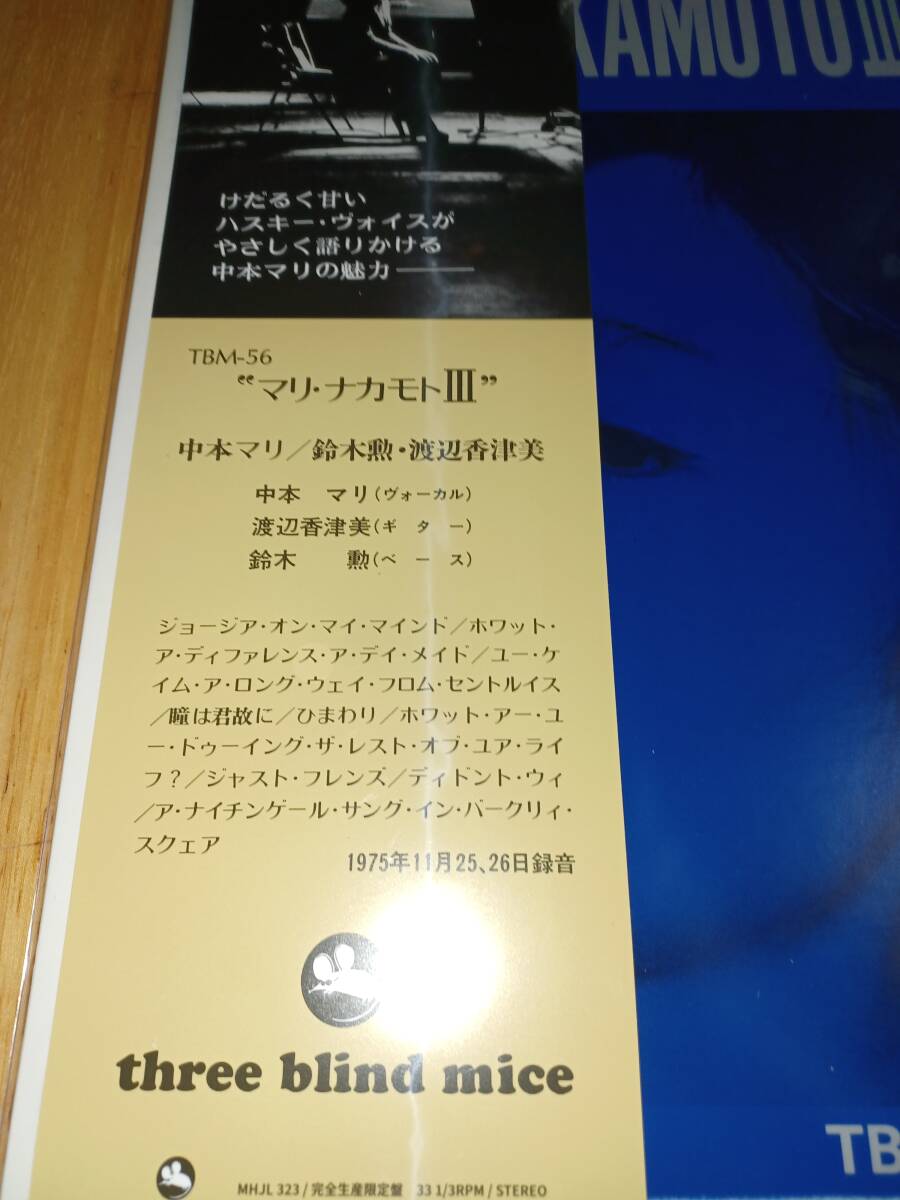 KAMOTO III
けだるく甘い
ハスキー・ヴォイスが
やさしく語りかける
中本マリの魅力――
TBM-56
“マリ・ナカモトIII”
中本マリ／鈴木勲・渡辺香津美
中本　マリ(ヴォーカル)
渡辺香津美(ギター)
鈴木　勲(ベース)
ジョージア・オン・マイ・マインド／ホワット・
ア・ディファレンス・ア・デイ・メイド／ユー・ケ
イム・ア・ロング・ウェイ・フロム・セントルイス
／瞳は君故に／ひまわり／ホワット・アー・ユ
ー・ドゥーイング・ザ・レスト・オブ・ユア・ライ
フ？／ジャスト・フレンズ／ディドント・ウィ
／ア・ナイチンゲール・サング・イン・バークリィ・
スクェア
1975年11月25、26日録音
three blind mice
MHJL 323 / 完全生産限定盤　33 1/3RPM / STEREO
TB